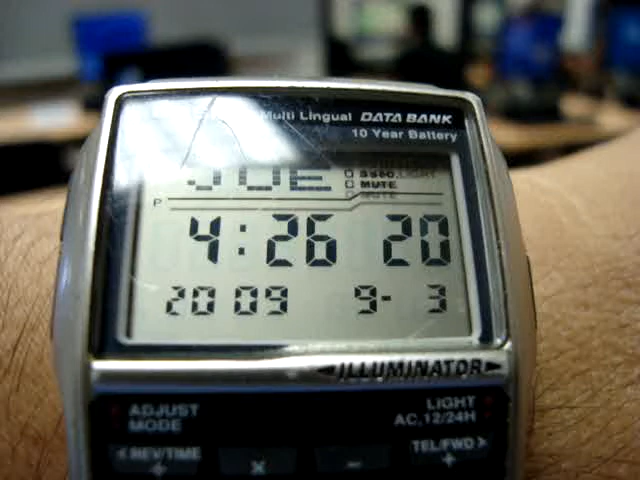 Multi Lingual DATA BANK
10 Year Battery
JUE
MUTE
P
4:26 20
2009 9- 3
ILLUMINATOR
ADJUST
MODE
LIGHT
AC,12/24H
<REV/TIME
TEL/FWD>
÷
×
−
+